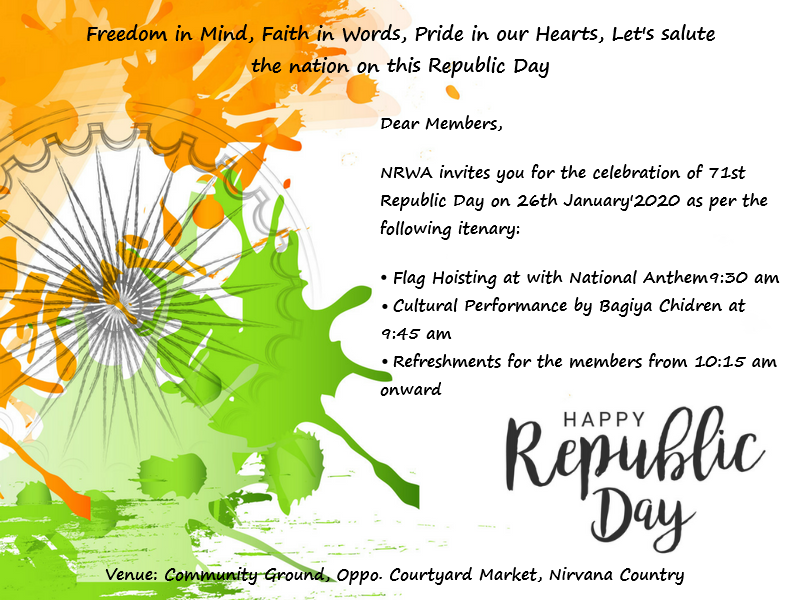 Freedom in Mind, Faith in Words, Pride in our Hearts, Let's salute
the nation on this Republic Day
Dear Members,
NRWA invites you for the celebration of 71st
Republic Day on 26th January'2020 as per the
following itenary:
• Flag Hoisting at with National Anthem9:30 am
• Cultural Performance by Bagiya Chidren at
9:45 am
• Refreshments for the members from 10:15 am
onward
HAPPY
Republic
Day
Venue: Community Ground, Oppo. Courtyard Market, Nirvana Country